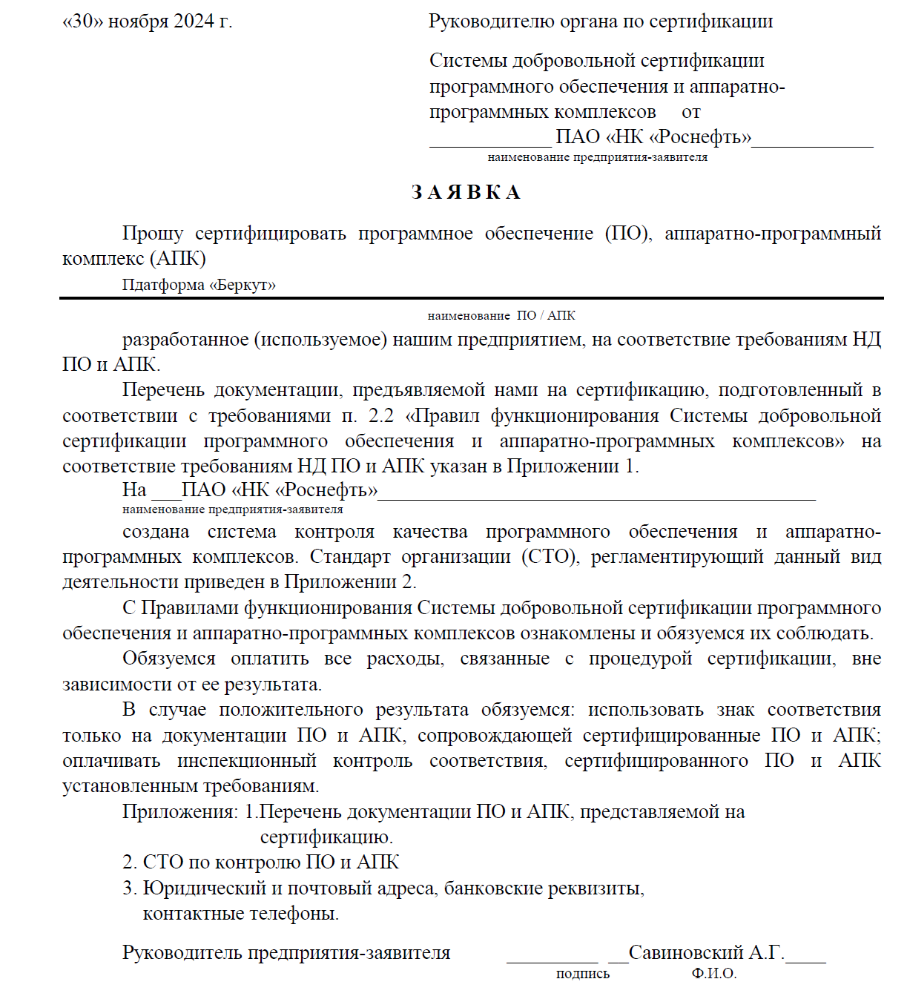 «30» ноября 2024 г.
Руководителю органа по сертификации
Системы добровольной сертификации
программного обеспечения и аппаратно-
программных комплексов от
____________ ПАО «НК «Роснефть»____________
наименование предприятия-заявителя
З А Я В К А
Прошу сертифицировать программное обеспечение (ПО), аппаратно-программный
комплекс (АПК)
Пдатформа «Беркут»
наименование ПО / АПК
разработанное (используемое) нашим предприятием, на соответствие требованиям НД
ПО и АПК.
Перечень документации, предъявляемой нами на сертификацию, подготовленный в
соответствии с требованиями п. 2.2 «Правил функционирования Системы добровольной
сертификации программного обеспечения и аппаратно-программных комплексов» на
соответствие требованиям НД ПО и АПК указан в Приложении 1.
На ___ПАО «НК «Роснефть»___________________________________________
наименование предприятия-заявителя
создана система контроля качества программного обеспечения и аппаратно-
программных комплексов. Стандарт организации (СТО), регламентирующий данный вид
деятельности приведен в Приложении 2.
С Правилами функционирования Системы добровольной сертификации программного
обеспечения и аппаратно-программных комплексов ознакомлены и обязуемся их соблюдать.
Обязуемся оплатить все расходы, связанные с процедурой сертификации, вне
зависимости от ее результата.
В случае положительного результата обязуемся: использовать знак соответствия
только на документации ПО и АПК, сопровождающей сертифицированные ПО и АПК;
оплачивать инспекционный контроль соответствия, сертифицированного ПО и АПК
установленным требованиям.
Приложения: 1.Перечень документации ПО и АПК, представляемой на
сертификацию.
2. СТО по контролю ПО и АПК
3. Юридический и почтовый адреса, банковские реквизиты,
контактные телефоны.
Руководитель предприятия-заявителя _________ __Савиновский А.Г.____
подпись Ф.И.О.